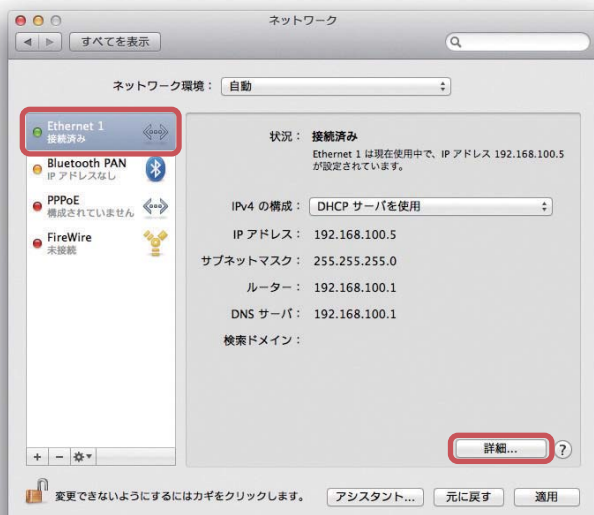 ネットワーク
すべてを表示
ネットワーク環境： 自動
Ethernet 1
接続済み
Bluetooth PAN
IP アドレスなし
PPPoE
構成されていません
FireWire
未接続
状況： 接続済み
Ethernet 1 は現在使用中で、IP アドレス 192.168.100.5
が設定されています。
IPv4 の構成： DHCP サーバを使用
IP アドレス： 192.168.100.5
サブネットマスク： 255.255.255.0
ルーター： 192.168.100.1
DNS サーバ： 192.168.100.1
検索ドメイン：
詳細... ?
+ −
変更できないようにするにはカギをクリックします。 アシスタント... 元に戻す 適用